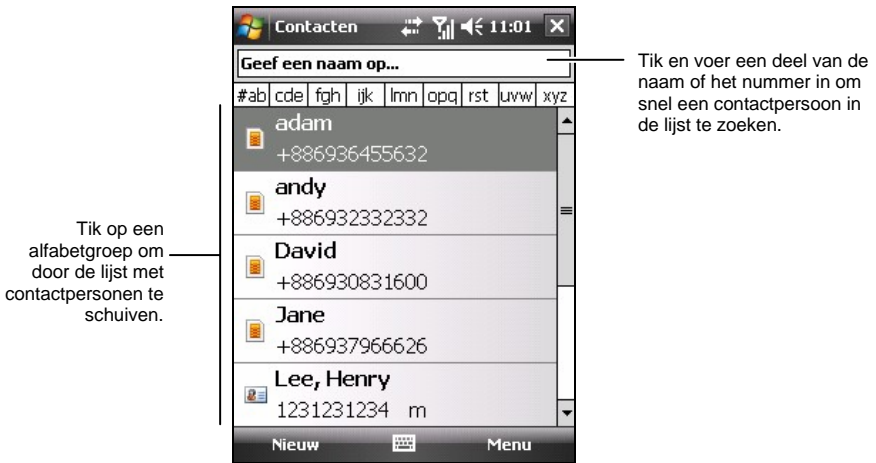 Contacten 11:01
Geef een naam op...
#ab cde fgh ijk lmn opq rst uvw xyz
adam
+886936455632
andy
+886932332332
David
+886930831600
Jane
+886937966626
Lee, Henry
1231231234 m
Nieuw Menu
Tik en voer een deel van de
naam of het nummer in om
snel een contactpersoon in
de lijst te zoeken.
Tik op een
alfabetgroep om
door de lijst met
contactpersonen te
schuiven.